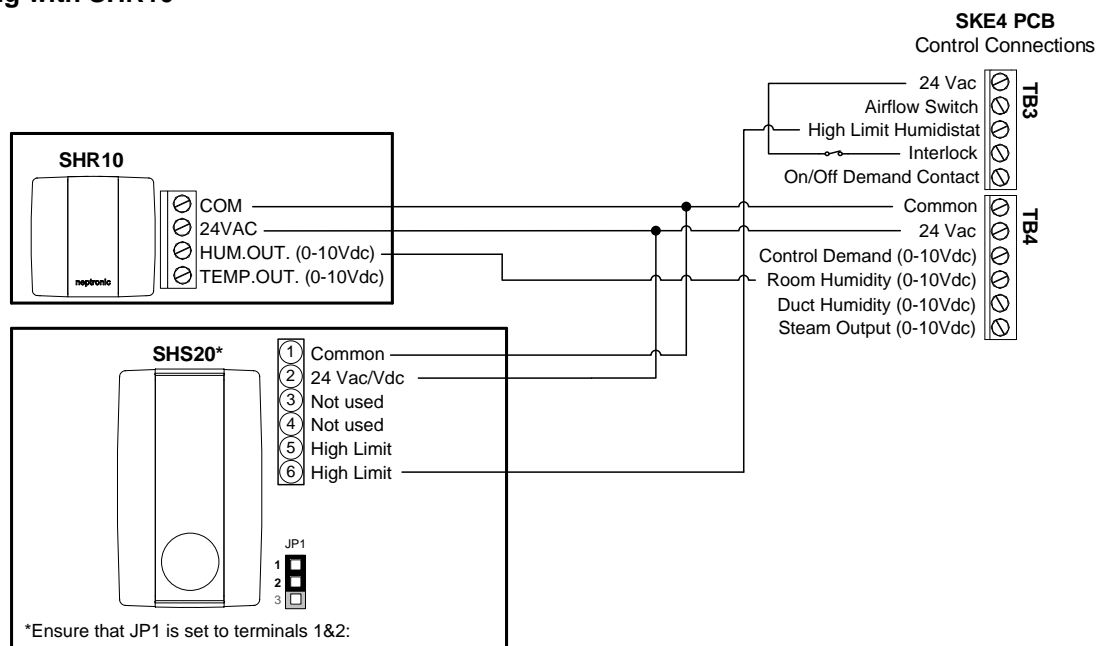 SKE4 PCB
Control Connections
24 Vac
Airflow Switch
High Limit Humidistat
Interlock
On/Off Demand Contact
TB3
Common
24 Vac
Control Demand (0-10Vdc)
Room Humidity (0-10Vdc)
Duct Humidity (0-10Vdc)
Steam Output (0-10Vdc)
TB4
SHR10
neptronic
COM
24VAC
HUM.OUT. (0-10Vdc)
TEMP.OUT. (0-10Vdc)
SHS20*
1 Common
2 24 Vac/Vdc
3 Not used
4 Not used
5 High Limit
6 High Limit
JP1
1
2
3
*Ensure that JP1 is set to terminals 1&2: